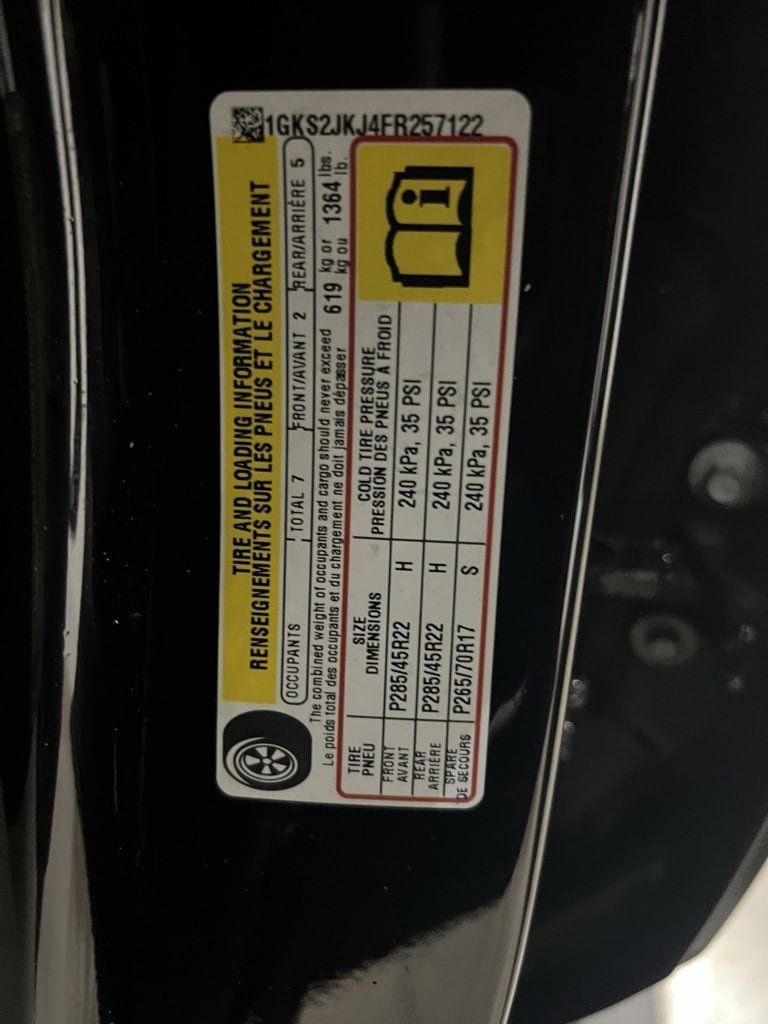 1GKS2JKJ4FR257122
TIRE AND LOADING INFORMATION
RENSEIGNEMENTS SUR LES PNEUS ET LE CHARGEMENT
OCCUPANTS TOTAL 7 FRONT/AVANT 2 REAR/ARRIÈRE 5
The combined weight of occupants and cargo should never exceed 619 kg or 1364 lbs.
Le poids total des occupants et du chargement ne doit jamais dépasser kg ou lb.
TIRE SIZE COLD TIRE PRESSURE
PNEU DIMENSIONS PRESSION DES PNEUS À FROID
FRONT
AVANT P285/45R22 H 240 kPa, 35 PSI
REAR
ARRIÈRE P285/45R22 H 240 kPa, 35 PSI
SPARE
DE SECOURS P265/70R17 S 240 kPa, 35 PSI